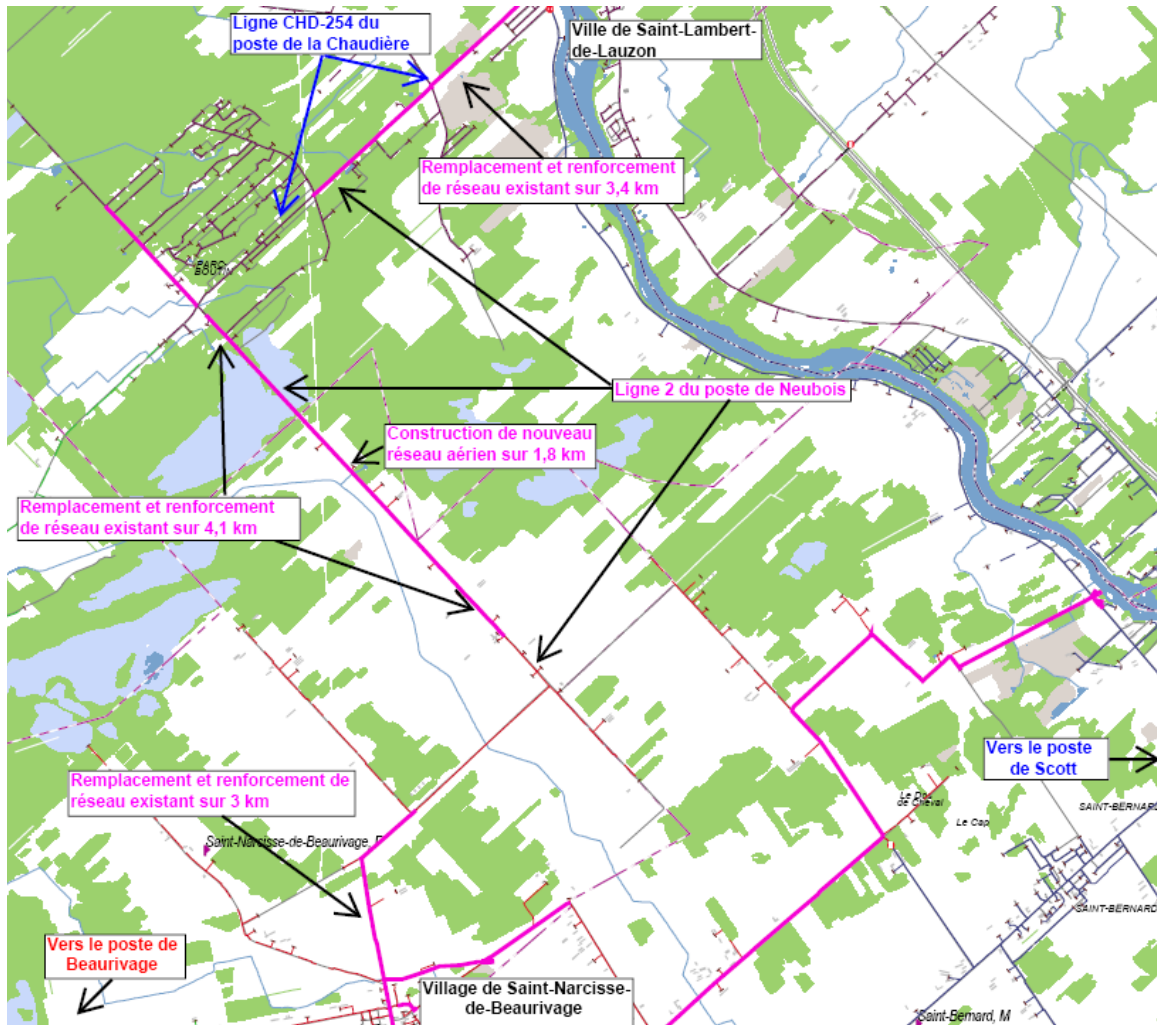 Ligne CHD-254 du
poste de la Chaudière
Ville de Saint-Lambert-
de-Lauzon
Remplacement et renforcement
de réseau existant sur 3,4 km
PARC
BOUTIN
Ligne 2 du poste de Neubois
Construction de nouveau
réseau aérien sur 1,8 km
Remplacement et renforcement
de réseau existant sur 4,1 km
Vers le poste
de Scott
Remplacement et renforcement de
réseau existant sur 3 km
Le Dos
de Cheval
Le Cap
SAINT-BERNARD
Saint-Narcisse-de-Beaurivage, P
SAINT-BERNARD
Vers le poste de
Beaurivage
Village de Saint-Narcisse-
de-Beaurivage
Saint-Bernard, M